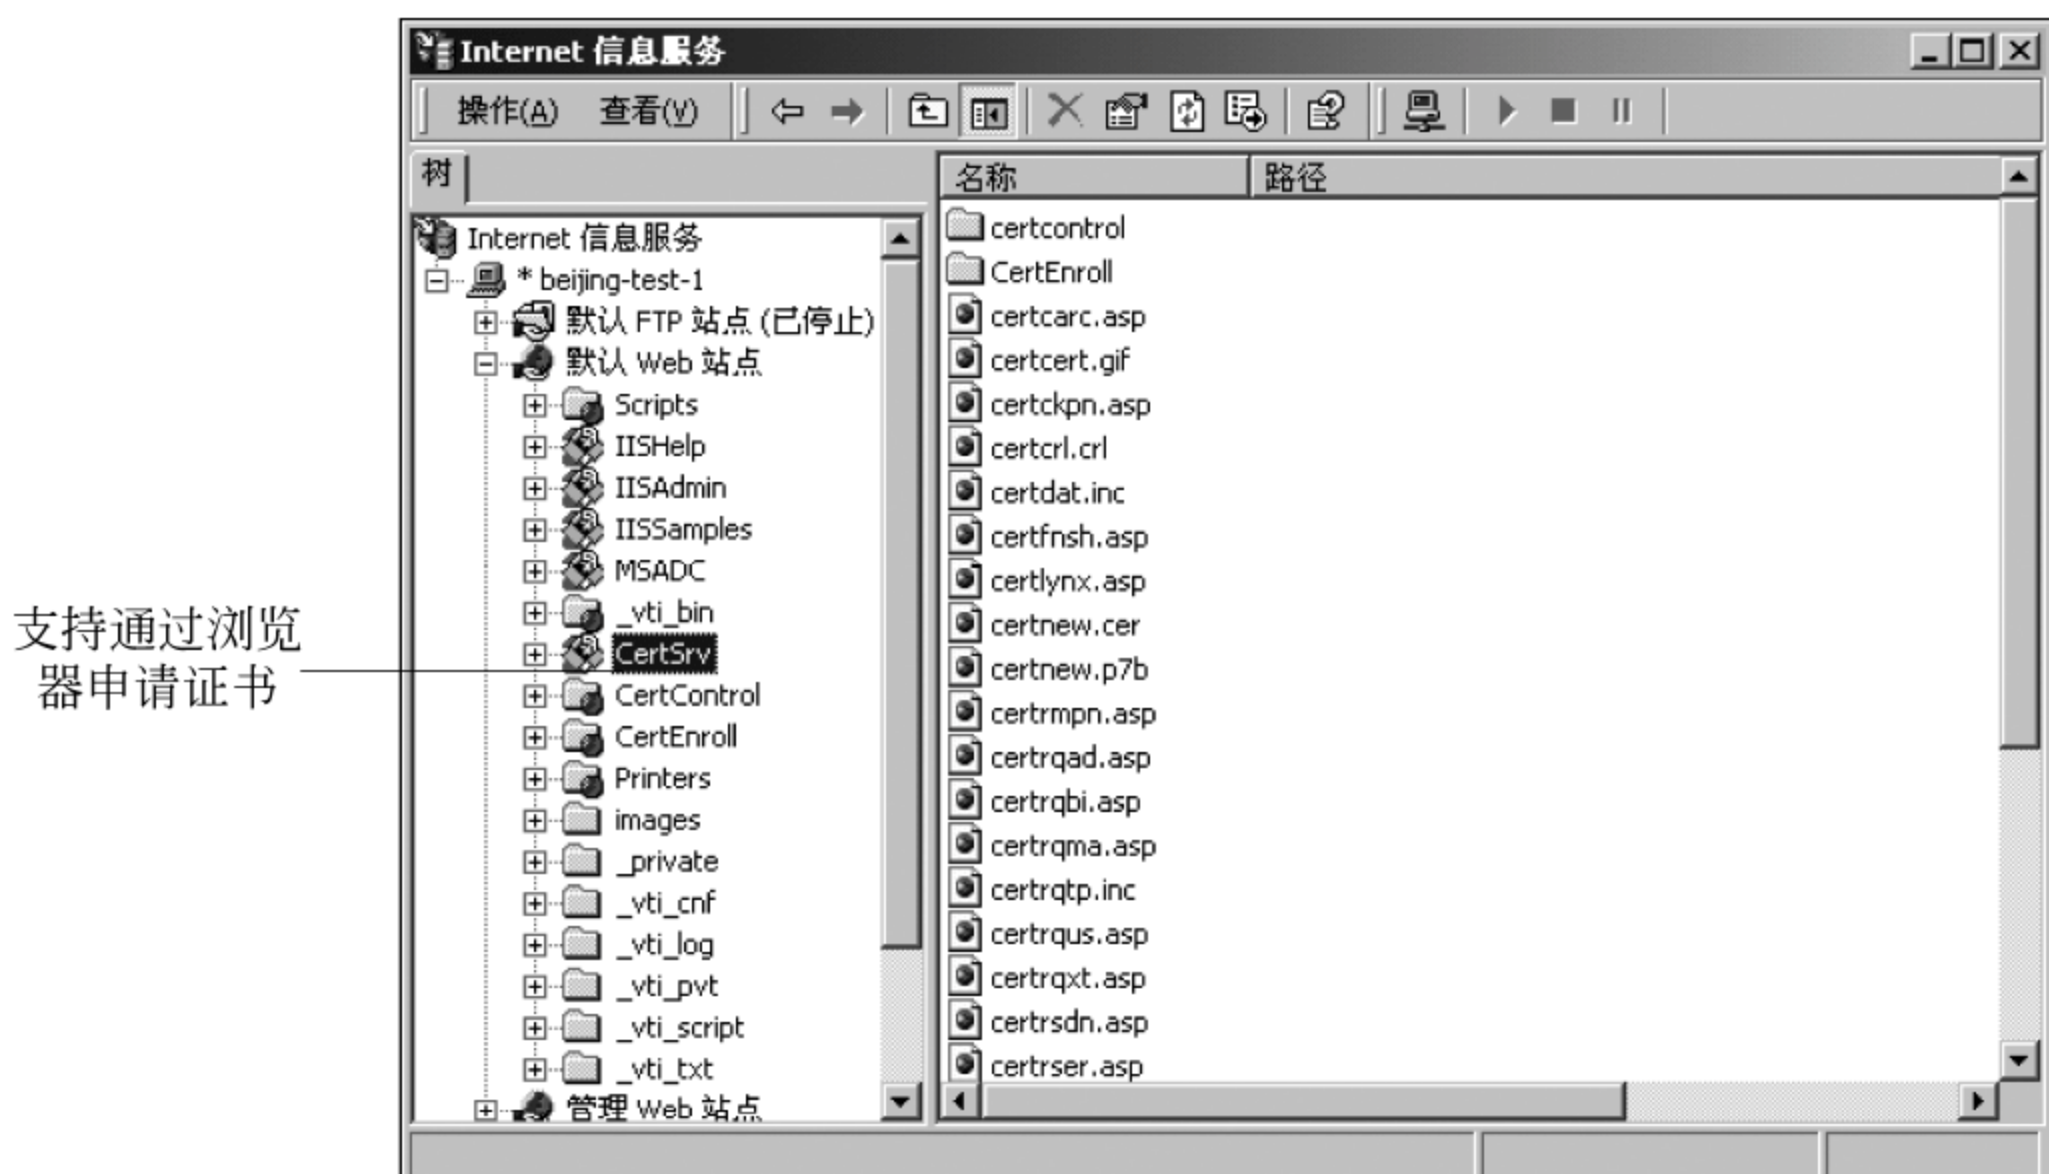 Internet 信息服务
操作(A) 查看(V)
树
名称 路径
Internet 信息服务
* beijing-test-1
默认 FTP 站点 (已停止)
默认 Web 站点
Scripts
IISHelp
IISAdmin
IISSamples
MSADC
_vti_bin
CertSrv
CertControl
CertEnroll
Printers
images
_private
_vti_cnf
_vti_log
_vti_pvt
_vti_script
_vti_txt
管理 Web 站点
certcontrol
CertEnroll
certcarc.asp
certcert.gif
certckpn.asp
certcrl.crl
certdat.inc
certfnsh.asp
certlynx.asp
certnew.cer
certnew.p7b
certrmpn.asp
certrqad.asp
certrqbi.asp
certrqma.asp
certrqtp.inc
certrqus.asp
certrqxt.asp
certrsdn.asp
certrser.asp
支持通过浏览
器申请证书